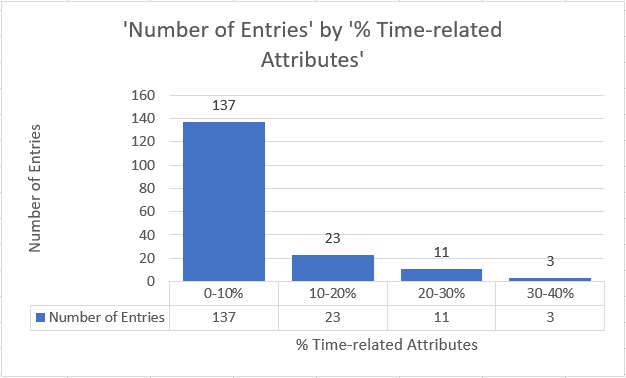 'Number of Entries' by '% Time-related
Attributes'
Number of Entries
160
140
120
100
80
60
40
20
0
137
23
11
3
0-10% 10-20% 20-30% 30-40%
Number of Entries 137 23 11 3
% Time-related Attributes